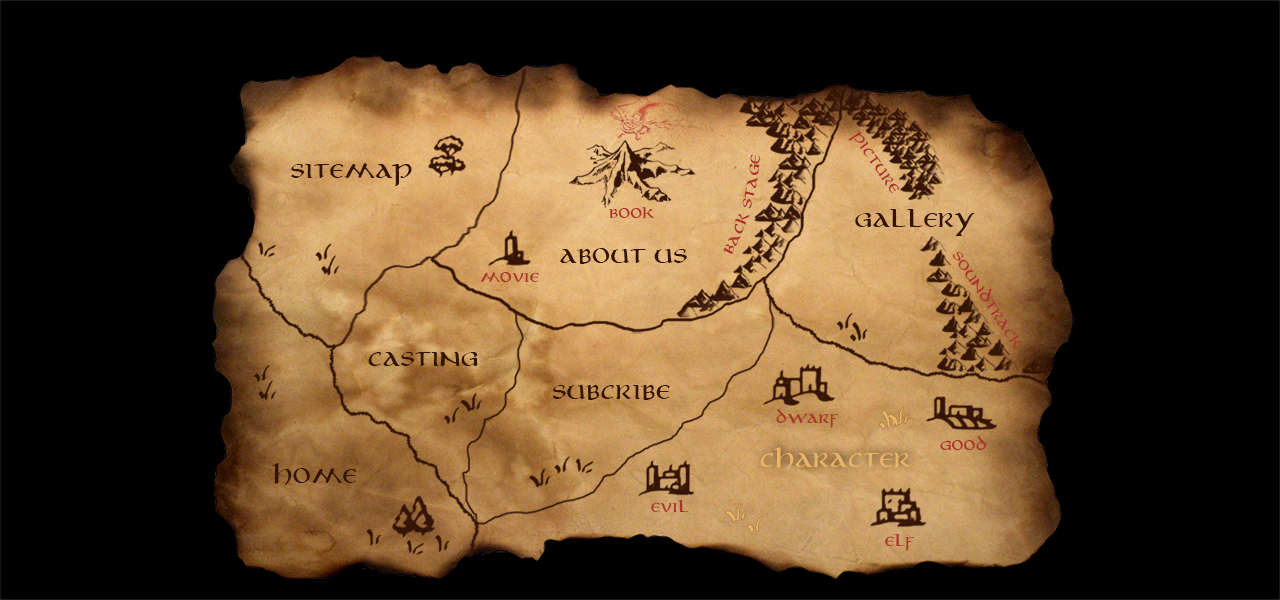 SITEMAP
BOOK
MOVIE
ABOUT US
BACK STAGE
PICTURE
GALLERY
SOUNDTRACK
CASTING
SUBCRIBE
HOME
DWARF
GOOD
CHARACTER
EVIL
ELF